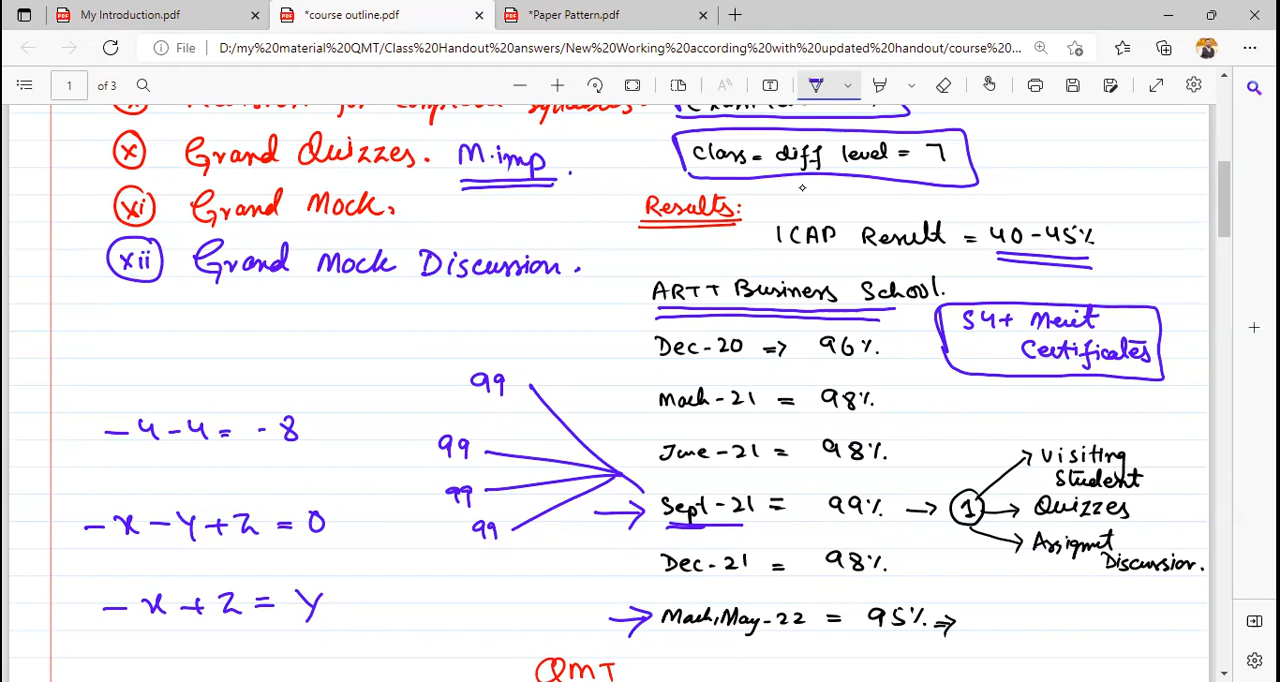 My Introduction.pdf
*course outline.pdf
*Paper Pattern.pdf
File
D:/my%20material%20QMT/Class%20Handout%20answers/New%20Working%20according%20with%20updated%20handout/course%20...
1 of 3
x Grand Quizzes. M.imp.
Class = diff level = 7
xi Grand Mock.
Results:
ICAP Result = 40-45%
xii Grand Mock Discussion.
ARTT Business School.
54+ Merit
Certificates
Dec-20 => 96%.
99
Mach-21 = 98%.
-4-4 = -8
99
June-21 = 98%.
Visiting
Student
99
Sept-21 = 99%. → 1
Quizzes
-x-y+z = 0
99
Assigmet
Discussion.
Dec-21 = 98%.
-x+z = y
Mach,May-22 = 95%. =>
QMT